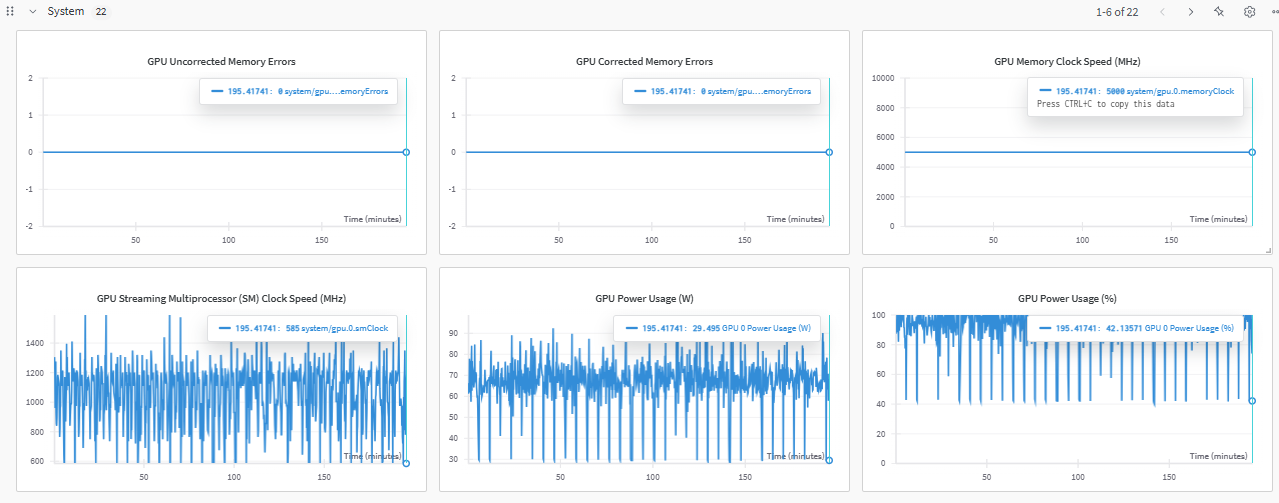 System 22
1-6 of 22
GPU Uncorrected Memory Errors
195.41741: 0 system/gpu....emoryErrors
2
1
0
-1
-2
Time (minutes)
50 100 150
GPU Corrected Memory Errors
195.41741: 0 system/gpu....emoryErrors
2
1
0
-1
-2
Time (minutes)
50 100 150
GPU Memory Clock Speed (MHz)
195.41741: 5000 system/gpu.0.memoryClock
Press CTRL+C to copy this data
10000
8000
6000
4000
2000
0
Time (minutes)
50 100 150
GPU Streaming Multiprocessor (SM) Clock Speed (MHz)
195.41741: 585 system/gpu.0.smClock
1400
1200
1000
800
600
Time (minutes)
50 100 150
GPU Power Usage (W)
195.41741: 29.495 GPU 0 Power Usage (W)
90
80
70
60
50
40
30
Time (minutes)
50 100 150
GPU Power Usage (%)
195.41741: 42.13571 GPU 0 Power Usage (%)
100
80
60
40
20
0
Time (minutes)
50 100 150